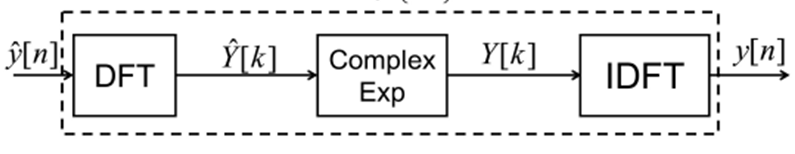 ŷ[n] DFT Ŷ[k] Complex Exp Y[k] IDFT y[n]